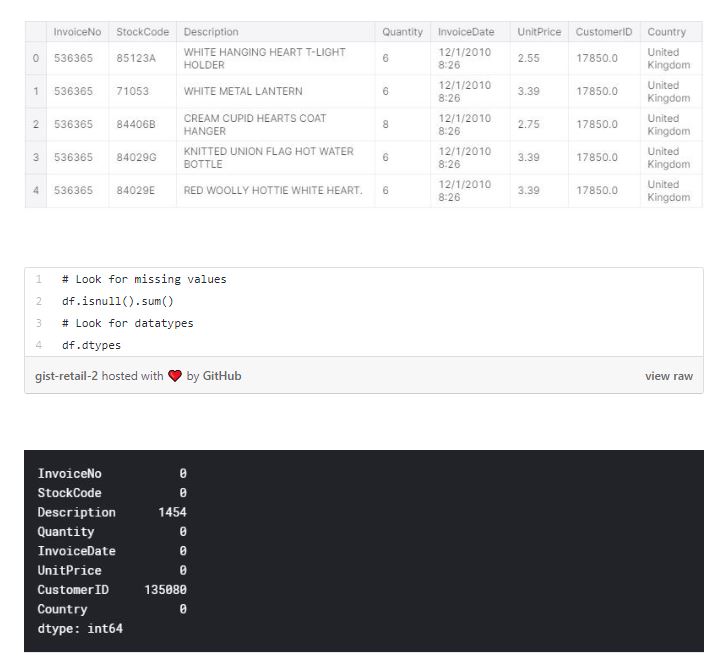 InvoiceNo StockCode Description Quantity InvoiceDate UnitPrice CustomerID Country
0 536365 85123A WHITE HANGING HEART T-LIGHT HOLDER 6 12/1/2010 8:26 2.55 17850.0 United Kingdom
1 536365 71053 WHITE METAL LANTERN 6 12/1/2010 8:26 3.39 17850.0 United Kingdom
2 536365 84406B CREAM CUPID HEARTS COAT HANGER 8 12/1/2010 8:26 2.75 17850.0 United Kingdom
3 536365 84029G KNITTED UNION FLAG HOT WATER BOTTLE 6 12/1/2010 8:26 3.39 17850.0 United Kingdom
4 536365 84029E RED WOOLLY HOTTIE WHITE HEART. 6 12/1/2010 8:26 3.39 17850.0 United Kingdom
1 # Look for missing values
2 df.isnull().sum()
3 # Look for datatypes
4 df.dtypes
gist-retail-2 hosted with ❤ by GitHub view raw
InvoiceNo 0
StockCode 0
Description 1454
Quantity 0
InvoiceDate 0
UnitPrice 0
CustomerID 135080
Country 0
dtype: int64